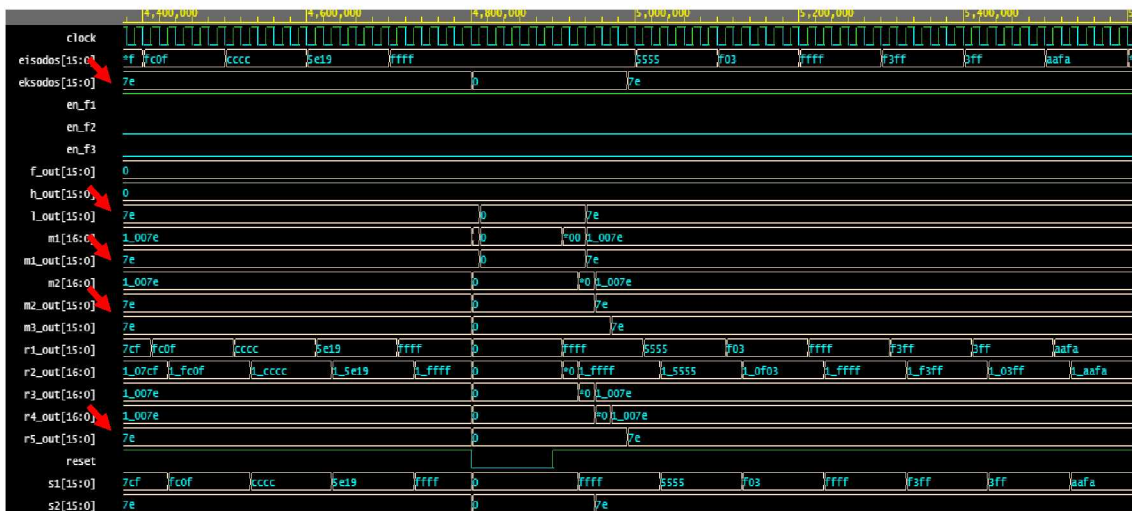 4,400,000 4,600,000 4,800,000 5,000,000 5,200,000 5,400,000
clock
eisodos[15:0] *f fc0f cccc 5e19 ffff 5555 f03 ffff f3ff 3ff aafa
eksodos[15:0] 7e 0 7e
en_f1
en_f2
en_f3
f_out[15:0] 0
h_out[15:0] 0
l_out[15:0] 7e 0 7e
m1[16:0] 1_007e 0 *00 1_007e
m1_out[15:0] 7e 0 7e
m2[16:0] 1_007e 0 *0 1_007e
m2_out[15:0] 7e 0 7e
m3_out[15:0] 7e 0 7e
r1_out[15:0] 7cf fc0f cccc 5e19 ffff 0 ffff 5555 f03 ffff f3ff 3ff aafa
r2_out[16:0] 1_07cf 1_fc0f 1_cccc 1_5e19 1_ffff 0 *0 1_ffff 1_5555 1_0f03 1_ffff 1_f3ff 1_03ff 1_aafa
r3_out[16:0] 1_007e 0 *0 1_007e
r4_out[16:0] 1_007e 0 *0 1_007e
r5_out[15:0] 7e 0 7e
reset
s1[15:0] 7cf fc0f cccc 5e19 ffff 0 ffff 5555 f03 ffff f3ff 3ff aafa
s2[15:0] 7e 0 7e